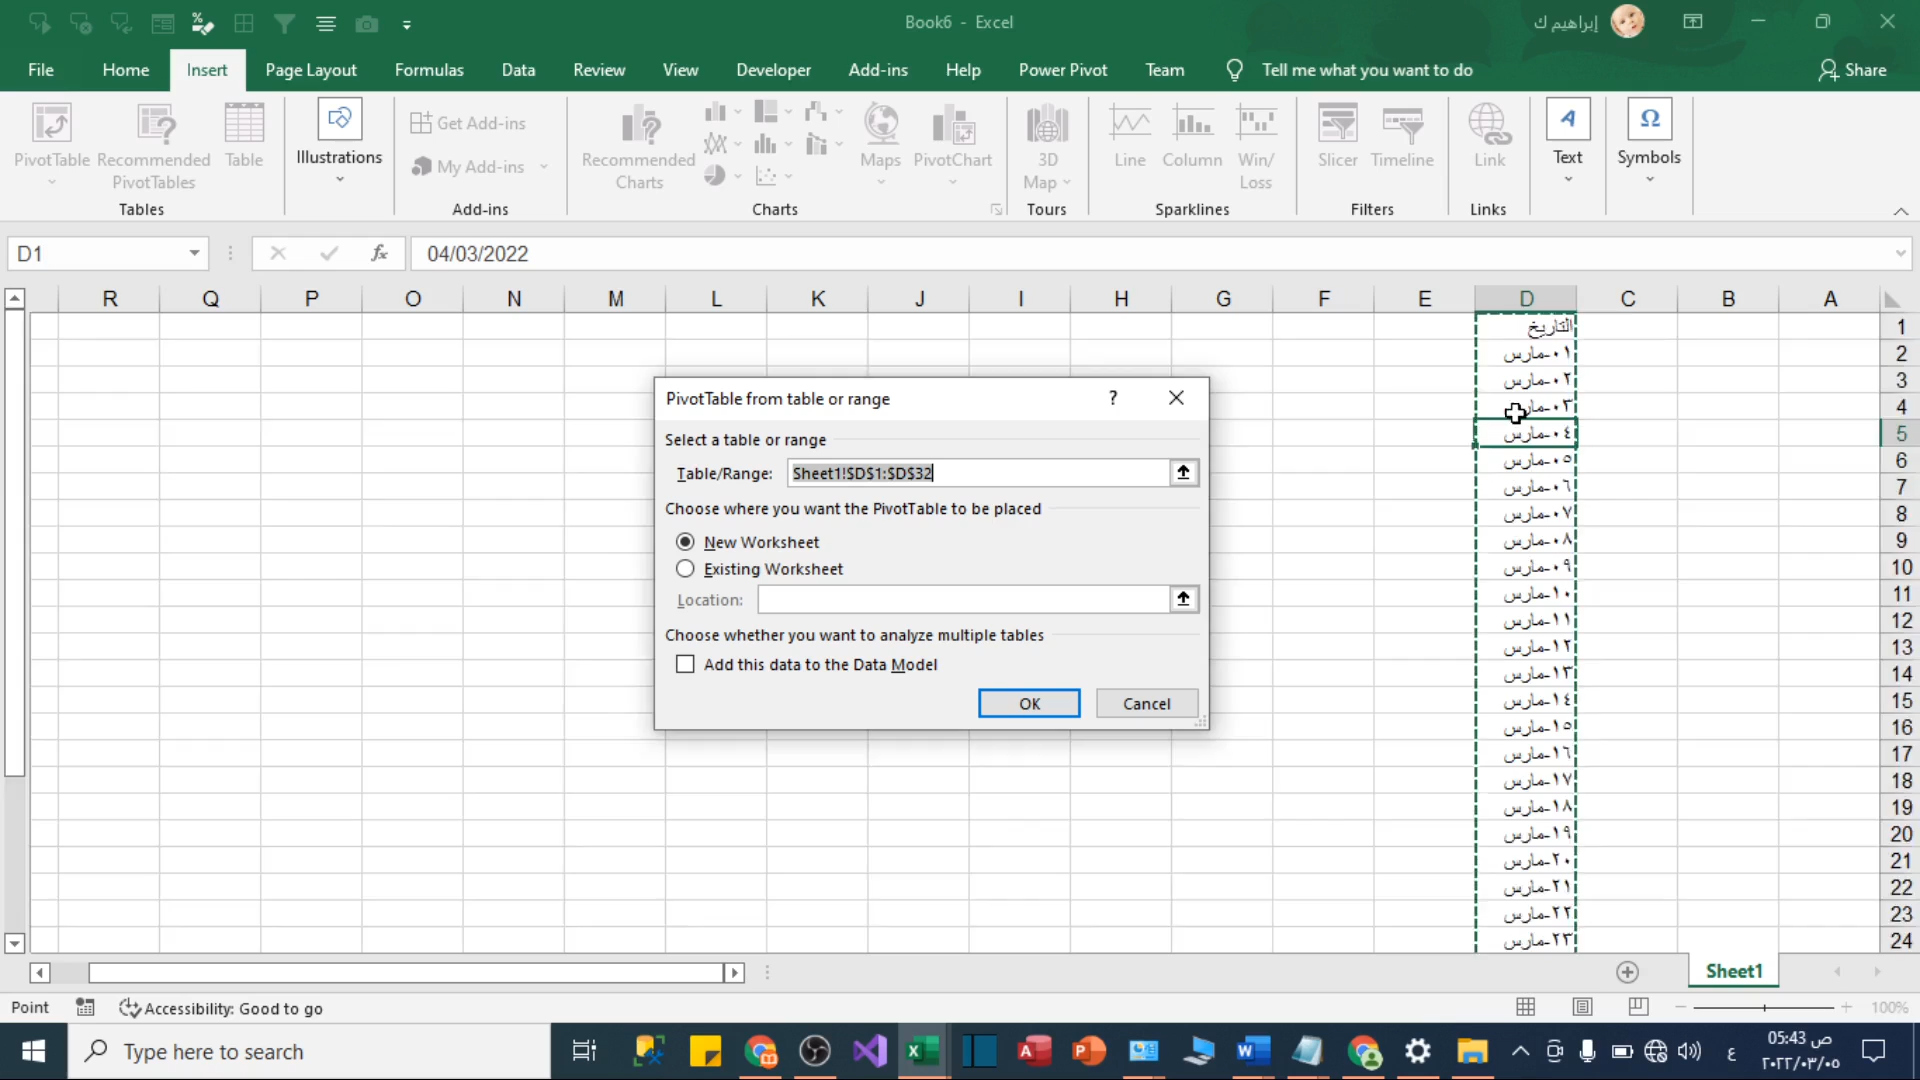 Book6 - Excel
إبراهيم ك
File Home Insert Page Layout Formulas Data Review View Developer Add-ins Help Power Pivot Team Tell me what you want to do Share
PivotTable
Recommended PivotTables
Table
Tables
Illustrations
Get Add-ins
My Add-ins
Add-ins
Recommended Charts
Maps
PivotChart
Charts
3D Map
Tours
Line
Column
Win/Loss
Sparklines
Slicer
Timeline
Filters
Link
Links
A
Text
Ω
Symbols
D1
fx
04/03/2022
R Q P O N M L K J I H G F E D C B A
التاريخ 1
٠١-مارس 2
٠٢-مارس 3
٠٣-مارس 4
٠٤-مارس 5
٠٥-مارس 6
٠٦-مارس 7
٠٧-مارس 8
٠٨-مارس 9
٠٩-مارس 10
١٠-مارس 11
١١-مارس 12
١٢-مارس 13
١٣-مارس 14
١٤-مارس 15
١٥-مارس 16
١٦-مارس 17
١٧-مارس 18
١٨-مارس 19
١٩-مارس 20
٢٠-مارس 21
٢١-مارس 22
٢٢-مارس 23
٢٣-مارس 24
PivotTable from table or range ?
Select a table or range
Table/Range: Sheet1!$D$1:$D$32
Choose where you want the PivotTable to be placed
New Worksheet
Existing Worksheet
Location:
Choose whether you want to analyze multiple tables
Add this data to the Data Model
OK Cancel
Sheet1
Point
Accessibility: Good to go
100%
Type here to search
ع
05:43 ص
٢٠٢٢/٠٣/٠٥